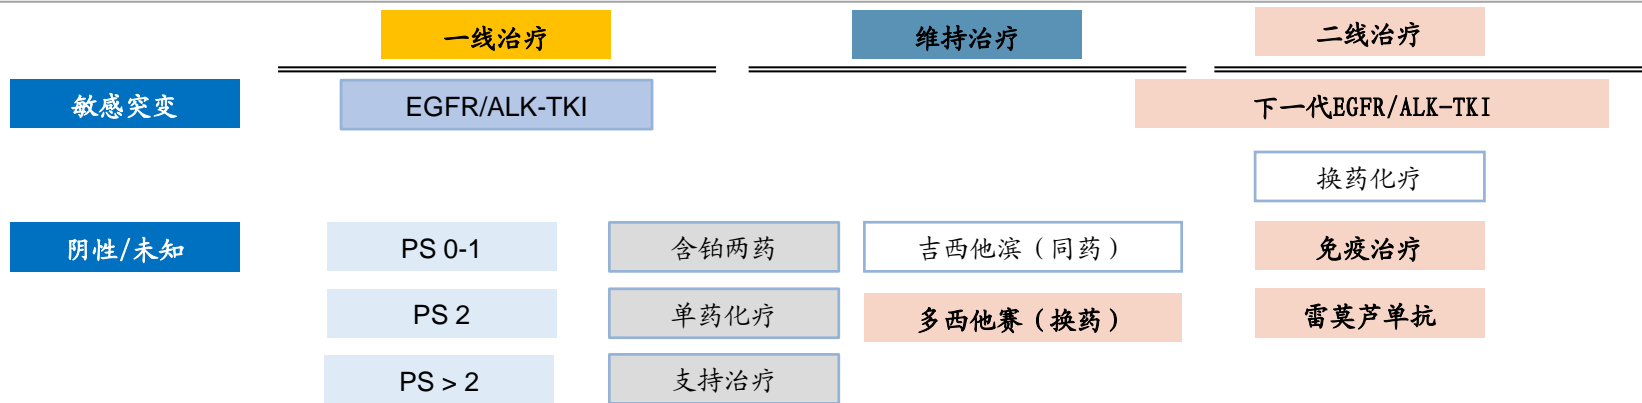 一线治疗
维持治疗
二线治疗
敏感突变
EGFR/ALK-TKI
下一代EGFR/ALK-TKI
换药化疗
阴性/未知
PS 0-1
含铂两药
吉西他滨（同药）
免疫治疗
PS 2
单药化疗
多西他赛（换药）
雷莫芦单抗
PS > 2
支持治疗